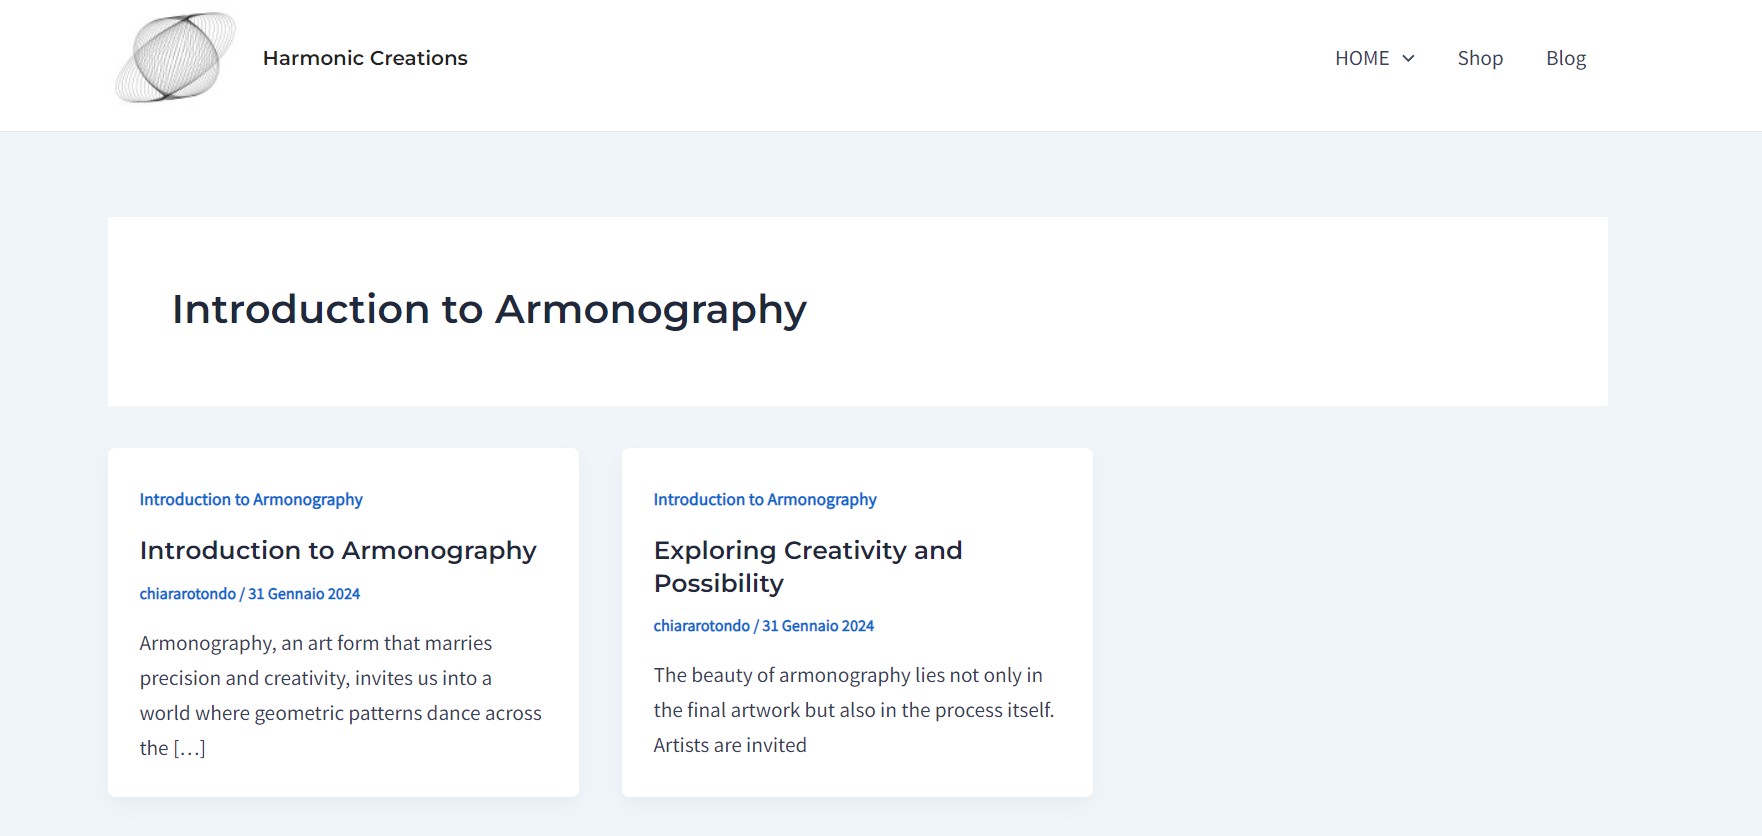 Harmonic Creations
HOME
Shop
Blog
Introduction to Armonography
Introduction to Armonography
Introduction to Armonography
chiararotondo / 31 Gennaio 2024
Armonography, an art form that marries
precision and creativity, invites us into a
world where geometric patterns dance across
the […]
Introduction to Armonography
Exploring Creativity and
Possibility
chiararotondo / 31 Gennaio 2024
The beauty of armonography lies not only in
the final artwork but also in the process itself.
Artists are invited